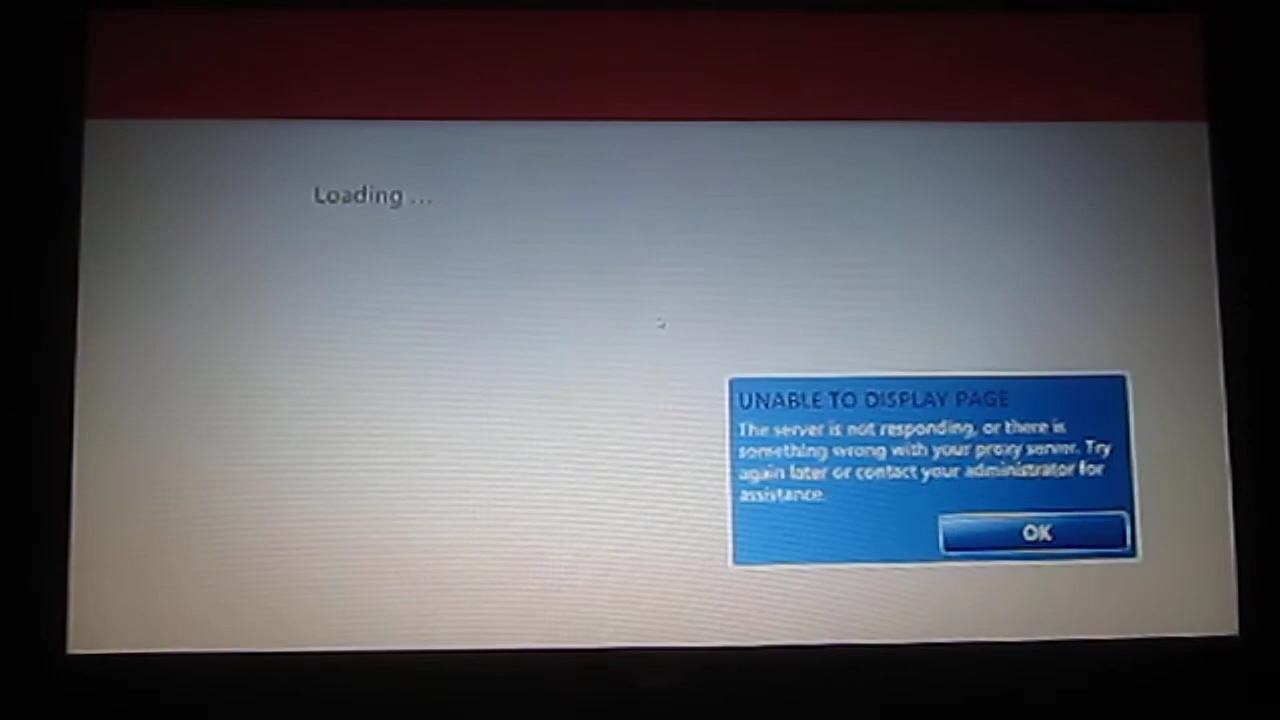 Loading ...
UNABLE TO DISPLAY PAGE
The server is not responding, or there is
something wrong with your proxy server. Try
again later or contact your administrator for
assistance.
OK